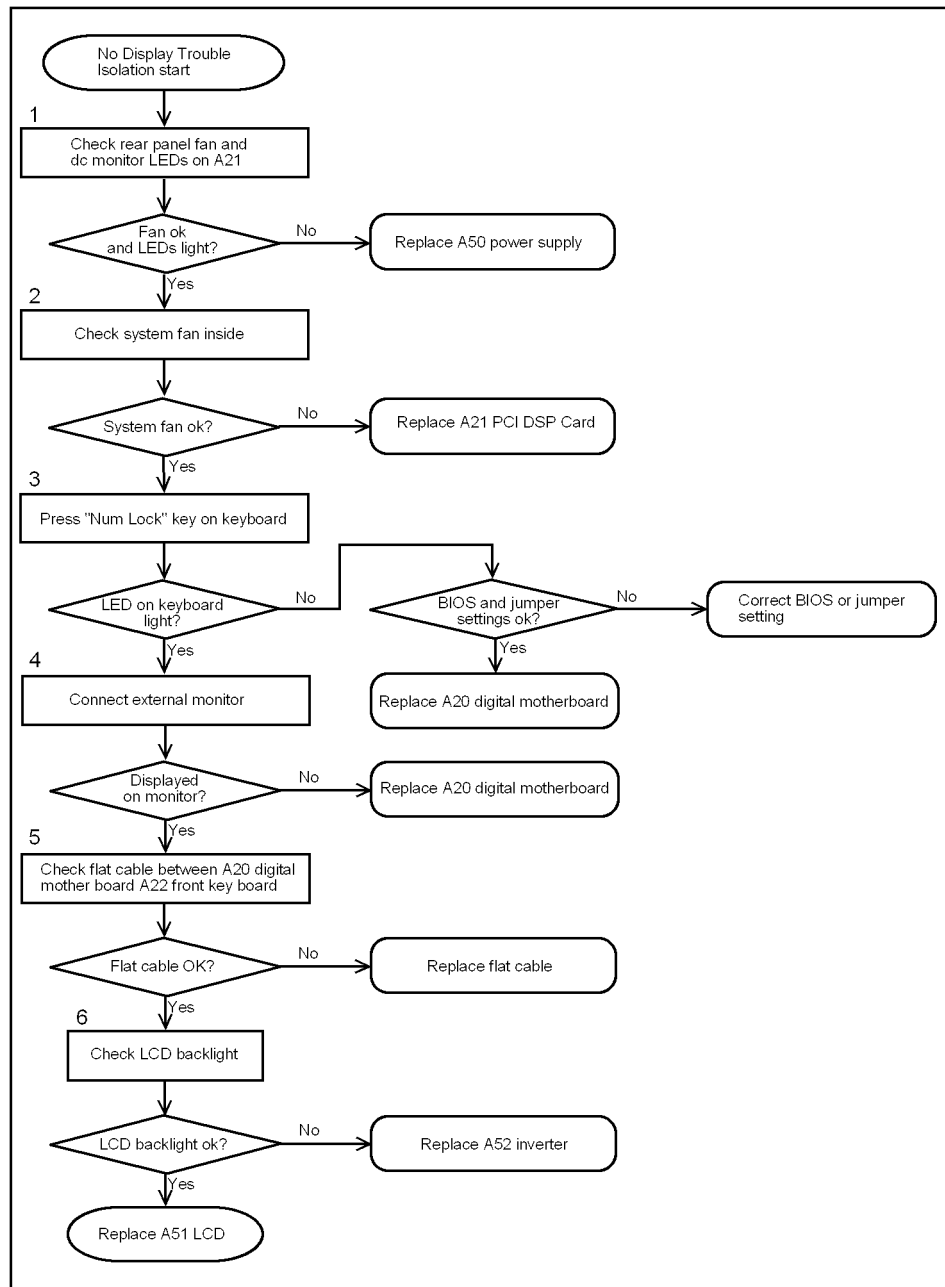 No Display Trouble
Isolation start
1
Check rear panel fan and
dc monitor LEDs on A21
Fan ok
and LEDs light?
No
Replace A50 power supply
Yes
2
Check system fan inside
System fan ok?
No
Replace A21 PCI DSP Card
Yes
3
Press "Num Lock" key on keyboard
LED on keyboard
light?
No
BIOS and jumper
settings ok?
No
Correct BIOS or jumper
setting
Yes
Yes
Replace A20 digital motherboard
4
Connect external monitor
Displayed
on monitor?
No
Replace A20 digital motherboard
Yes
5
Check flat cable between A20 digital
mother board A22 front key board
Flat cable OK?
No
Replace flat cable
Yes
6
Check LCD backlight
LCD backlight ok?
No
Replace A52 inverter
Yes
Replace A51 LCD